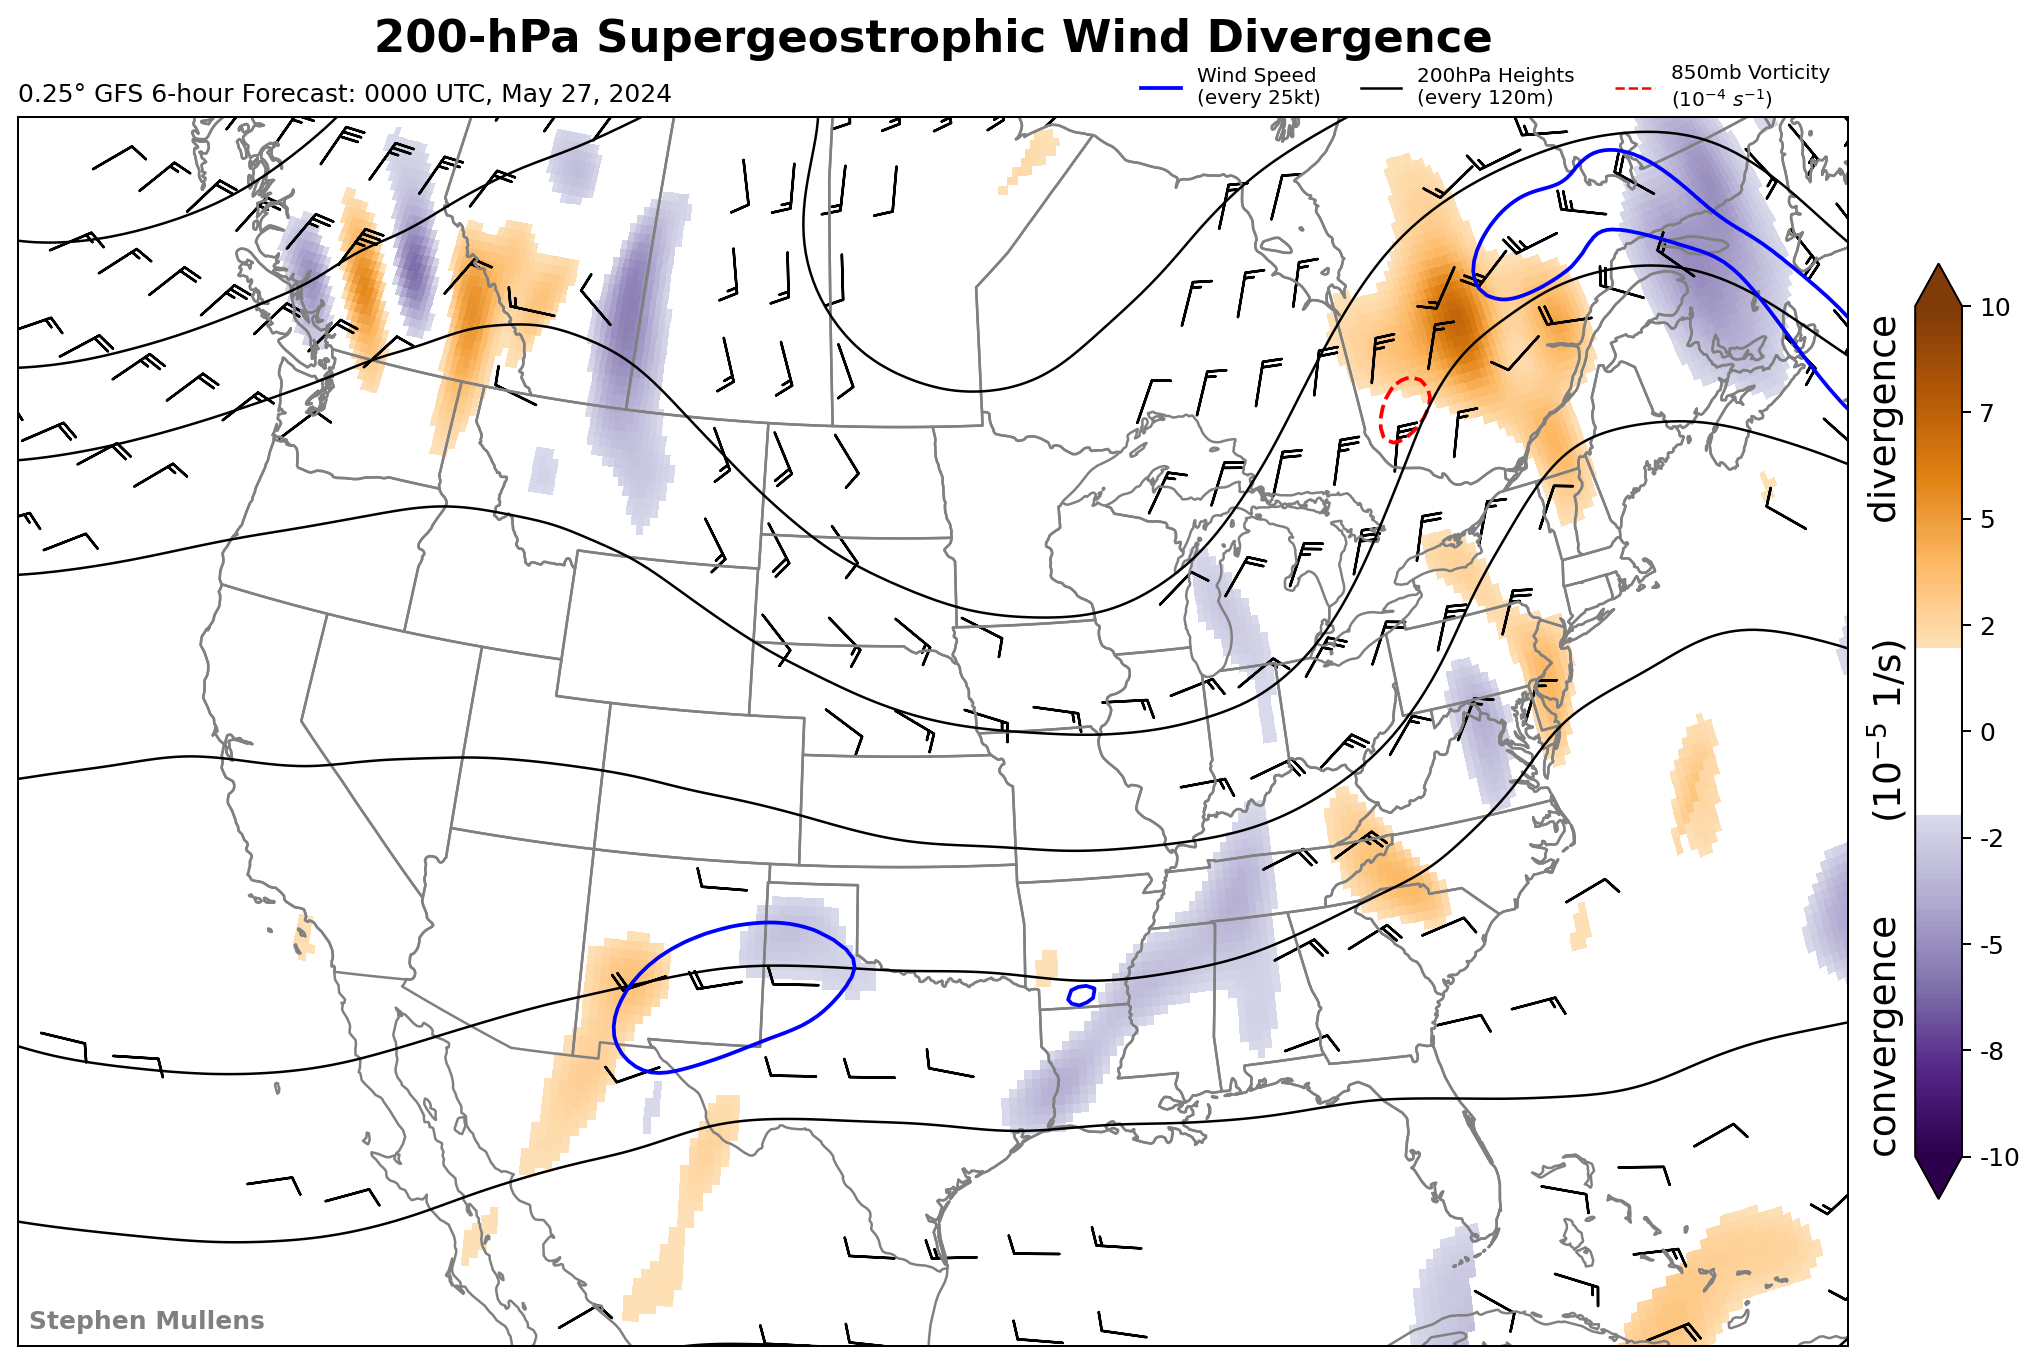 200-hPa Supergeostrophic Wind Divergence
0.25° GFS 6-hour Forecast: 0000 UTC, May 27, 2024
Wind Speed
(every 25kt)
200hPa Heights
(every 120m)
850mb Vorticity
(10⁻⁴ s⁻¹)
10
7
5
2
0
-2
-5
-8
-10
convergence (10⁻⁵ 1/s) divergence
Stephen Mullens